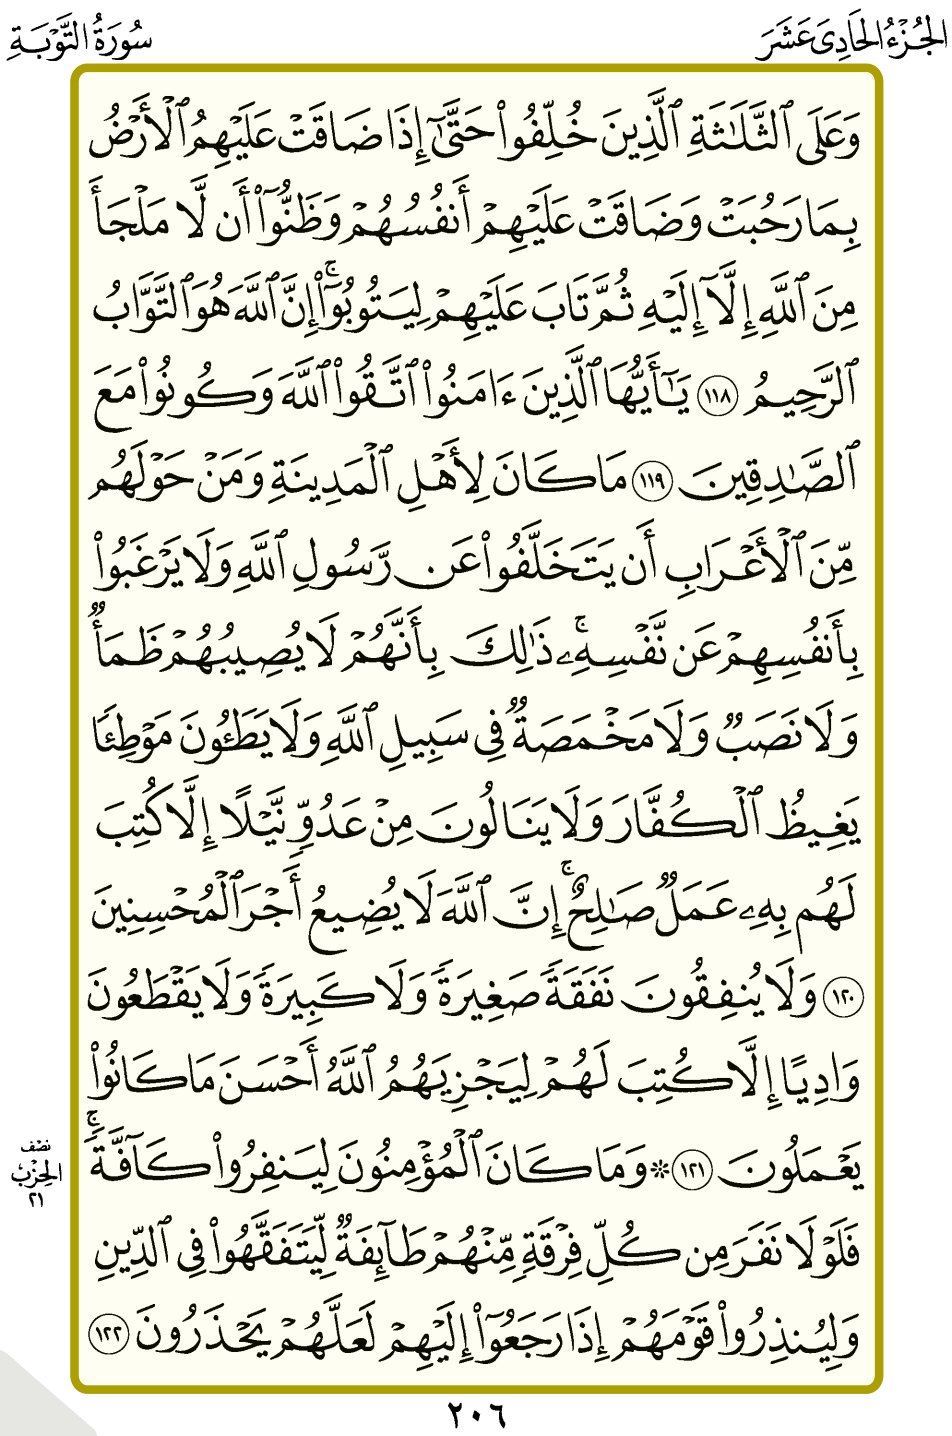 الجُزْءُ الحَادِى عَشَرَ
سُورَةُ التَّوْبَةِ
وَعَلَى ٱلثَّلَٰثَةِ ٱلَّذِينَ خُلِّفُوا۟ حَتَّىٰٓ إِذَا ضَاقَتْ عَلَيْهِمُ ٱلْأَرْضُ
بِمَا رَحُبَتْ وَضَاقَتْ عَلَيْهِمْ أَنفُسُهُمْ وَظَنُّوٓا۟ أَن لَّا مَلْجَأَ
مِنَ ٱللَّهِ إِلَّآ إِلَيْهِ ثُمَّ تَابَ عَلَيْهِمْ لِيَتُوبُوٓا۟ ۚ إِنَّ ٱللَّهَ هُوَ ٱلتَّوَّابُ
ٱلرَّحِيمُ ١١٨ يَٰٓأَيُّهَا ٱلَّذِينَ ءَامَنُوا۟ ٱتَّقُوا۟ ٱللَّهَ وَكُونُوا۟ مَعَ
ٱلصَّٰدِقِينَ ١١٩ مَا كَانَ لِأَهْلِ ٱلْمَدِينَةِ وَمَنْ حَوْلَهُم
مِّنَ ٱلْأَعْرَابِ أَن يَتَخَلَّفُوا۟ عَن رَّسُولِ ٱللَّهِ وَلَا يَرْغَبُوا۟
بِأَنفُسِهِمْ عَن نَّفْسِهِۦ ۚ ذَٰلِكَ بِأَنَّهُمْ لَا يُصِيبُهُمْ ظَمَأٌ
وَلَا نَصَبٌ وَلَا مَخْمَصَةٌ فِى سَبِيلِ ٱللَّهِ وَلَا يَطَـُٔونَ مَوْطِئًا
يَغِيظُ ٱلْكُفَّارَ وَلَا يَنَالُونَ مِنْ عَدُوٍّ نَّيْلًا إِلَّا كُتِبَ
لَهُم بِهِۦ عَمَلٌ صَٰلِحٌ ۚ إِنَّ ٱللَّهَ لَا يُضِيعُ أَجْرَ ٱلْمُحْسِنِينَ
١٢٠ وَلَا يُنفِقُونَ نَفَقَةً صَغِيرَةً وَلَا كَبِيرَةً وَلَا يَقْطَعُونَ
وَادِيًا إِلَّا كُتِبَ لَهُمْ لِيَجْزِيَهُمُ ٱللَّهُ أَحْسَنَ مَا كَانُوا۟
يَعْمَلُونَ ١٢١ * وَمَا كَانَ ٱلْمُؤْمِنُونَ لِيَنفِرُوا۟ كَآفَّةً ۚ
نصف
الحِزْبِ
٢١
فَلَوْلَا نَفَرَ مِن كُلِّ فِرْقَةٍ مِّنْهُمْ طَآئِفَةٌ لِّيَتَفَقَّهُوا۟ فِى ٱلدِّينِ
وَلِيُنذِرُوا۟ قَوْمَهُمْ إِذَا رَجَعُوٓا۟ إِلَيْهِمْ لَعَلَّهُمْ يَحْذَرُونَ ١٢٢
٢٠٦